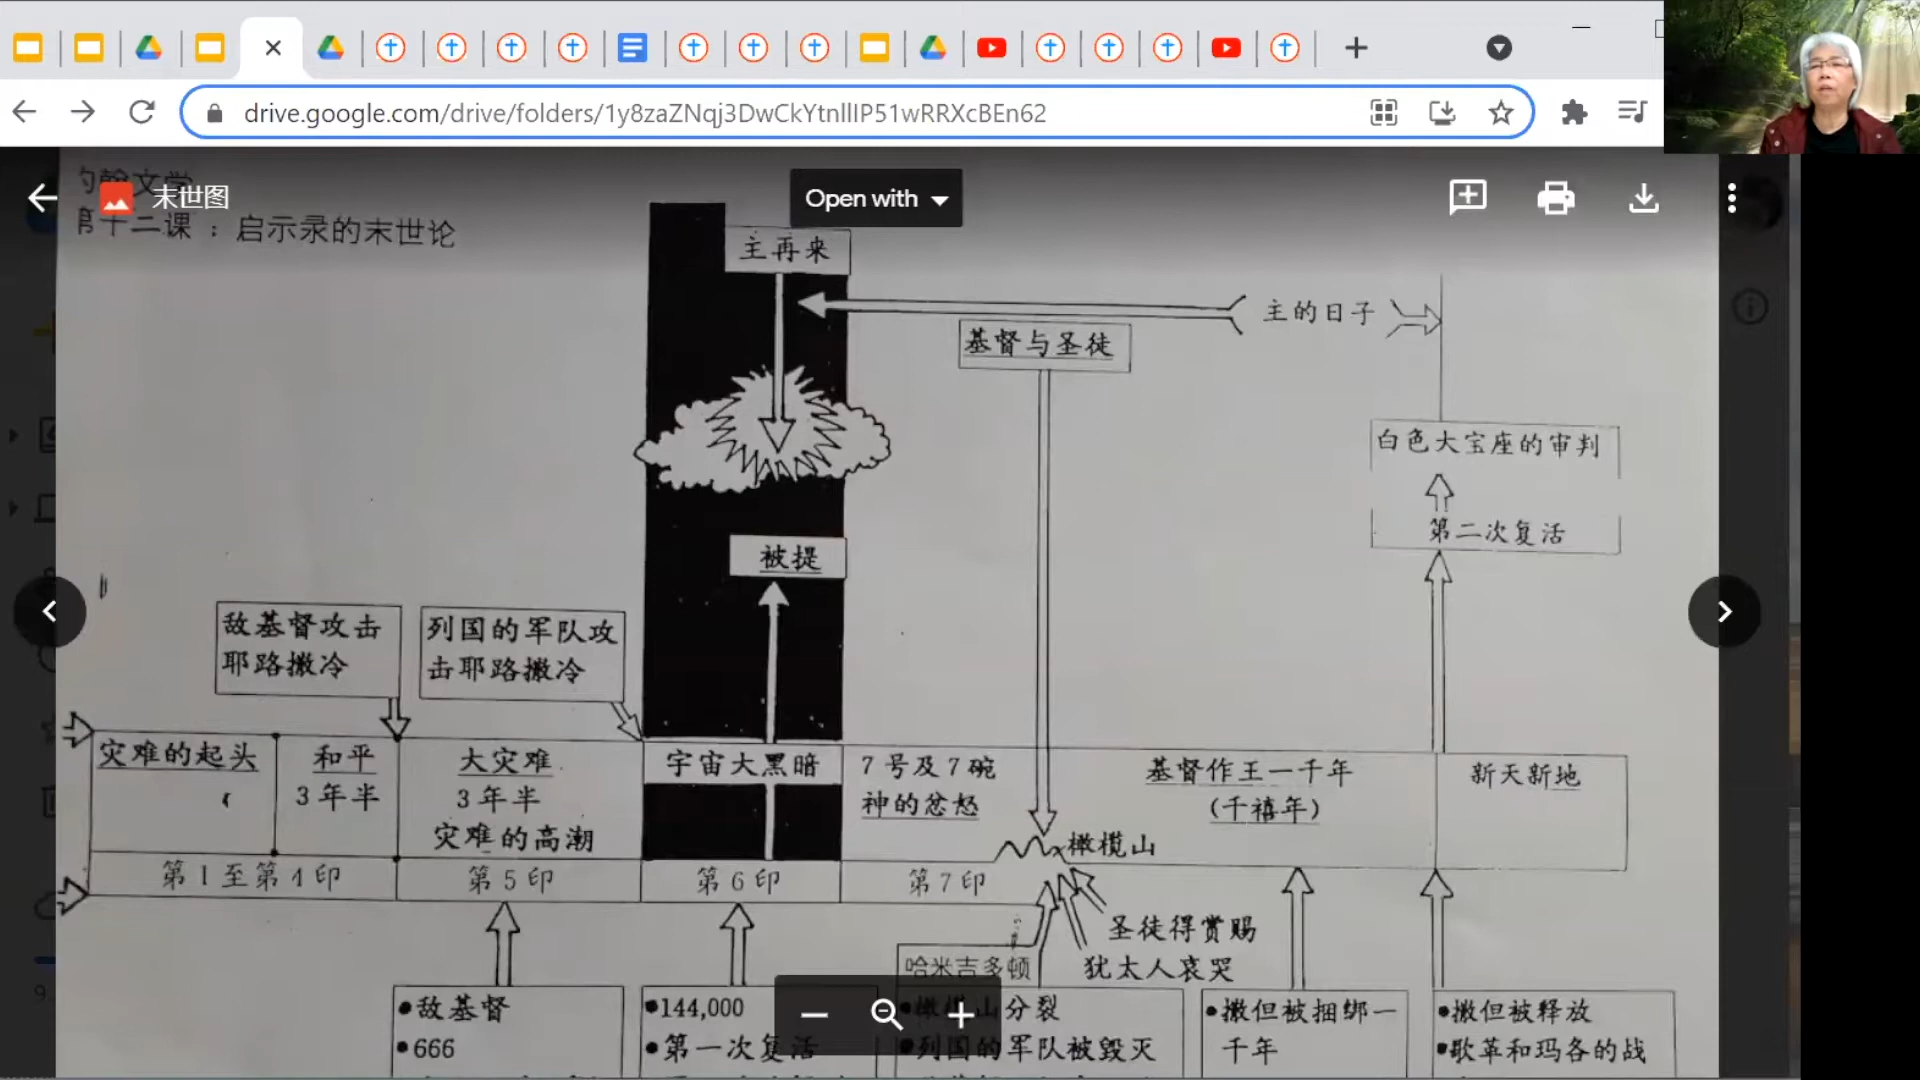 drive.google.com/drive/folders/1y8zaZNqj3DwCkYtnllIP51wRRXcBEn62
末世图
Open with
约翰文学
第十二课：启示录的末世论
主再来
主的日子
基督与圣徒
白色大宝座的审判
第二次复活
被提
敌基督攻击
耶路撒冷
列国的军队攻
击耶路撒冷
灾难的起头
和平
3年半
大灾难
3年半
灾难的高潮
宇宙大黑暗
7号及7碗
神的忿怒
基督作王一千年
(千禧年)
新天新地
橄榄山
第1至第4印
第5印
第6印
第7印
圣徒得赏赐
犹太人哀哭
哈米吉多顿
•敌基督
•666
•144,000
•第一次复活
•橄榄山分裂
•列国的军队被毁灭
•撒但被捆绑一
千年
•撒但被释放
•歌革和玛各的战